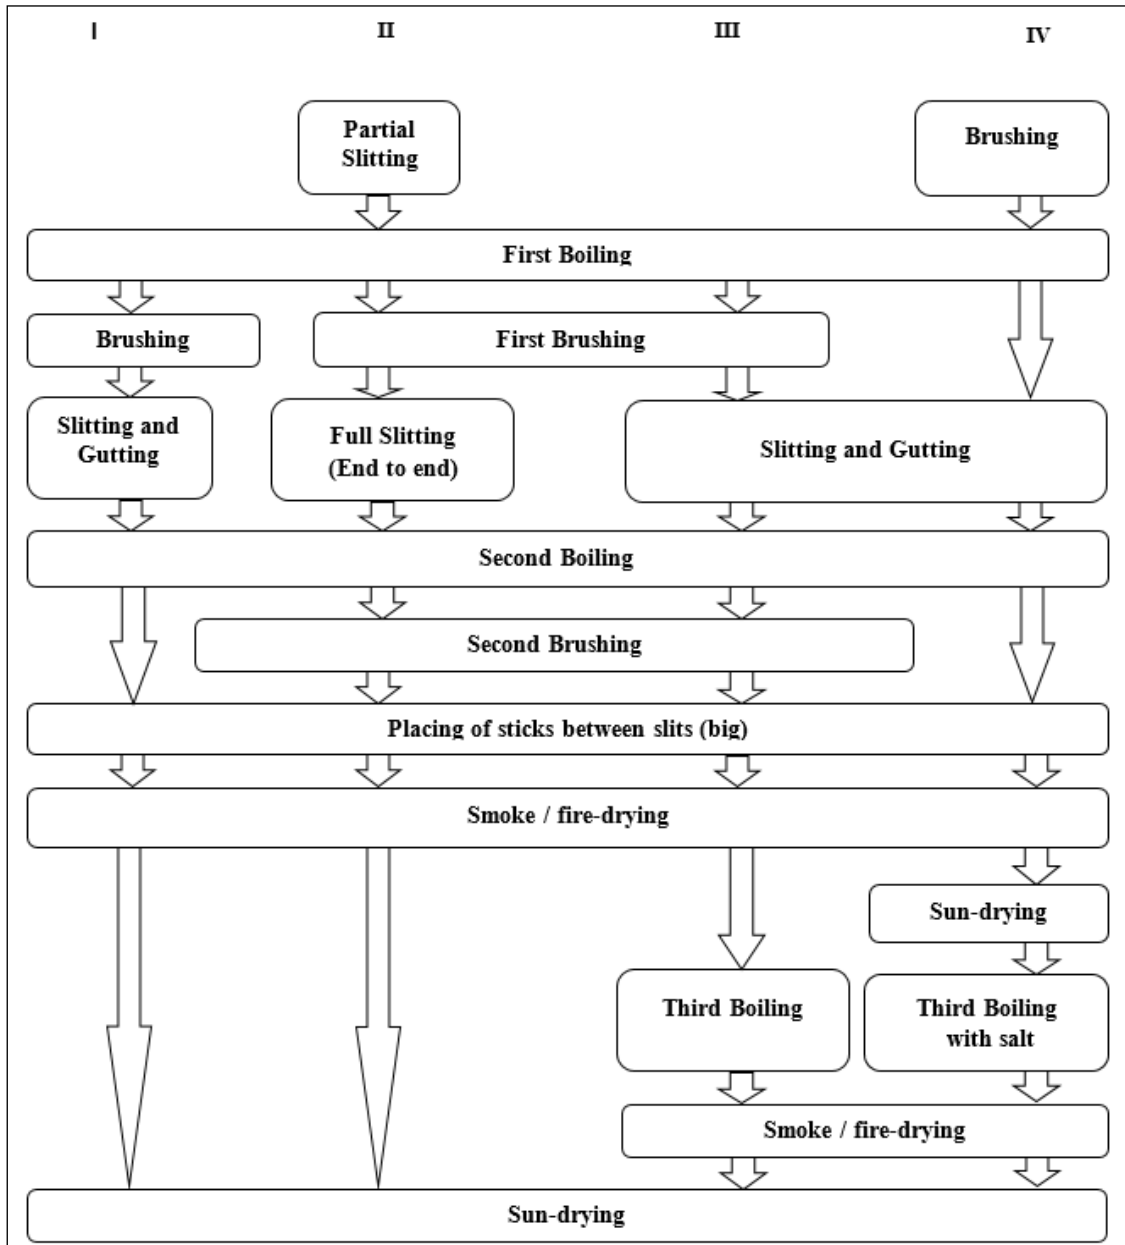 I
II
III
IV
Partial
Slitting
Brushing
First Boiling
Brushing
First Brushing
Slitting and
Gutting
Full Slitting
(End to end)
Slitting and Gutting
Second Boiling
Second Brushing
Placing of sticks between slits (big)
Smoke / fire-drying
Sun-drying
Third Boiling
Third Boiling
with salt
Smoke / fire-drying
Sun-drying